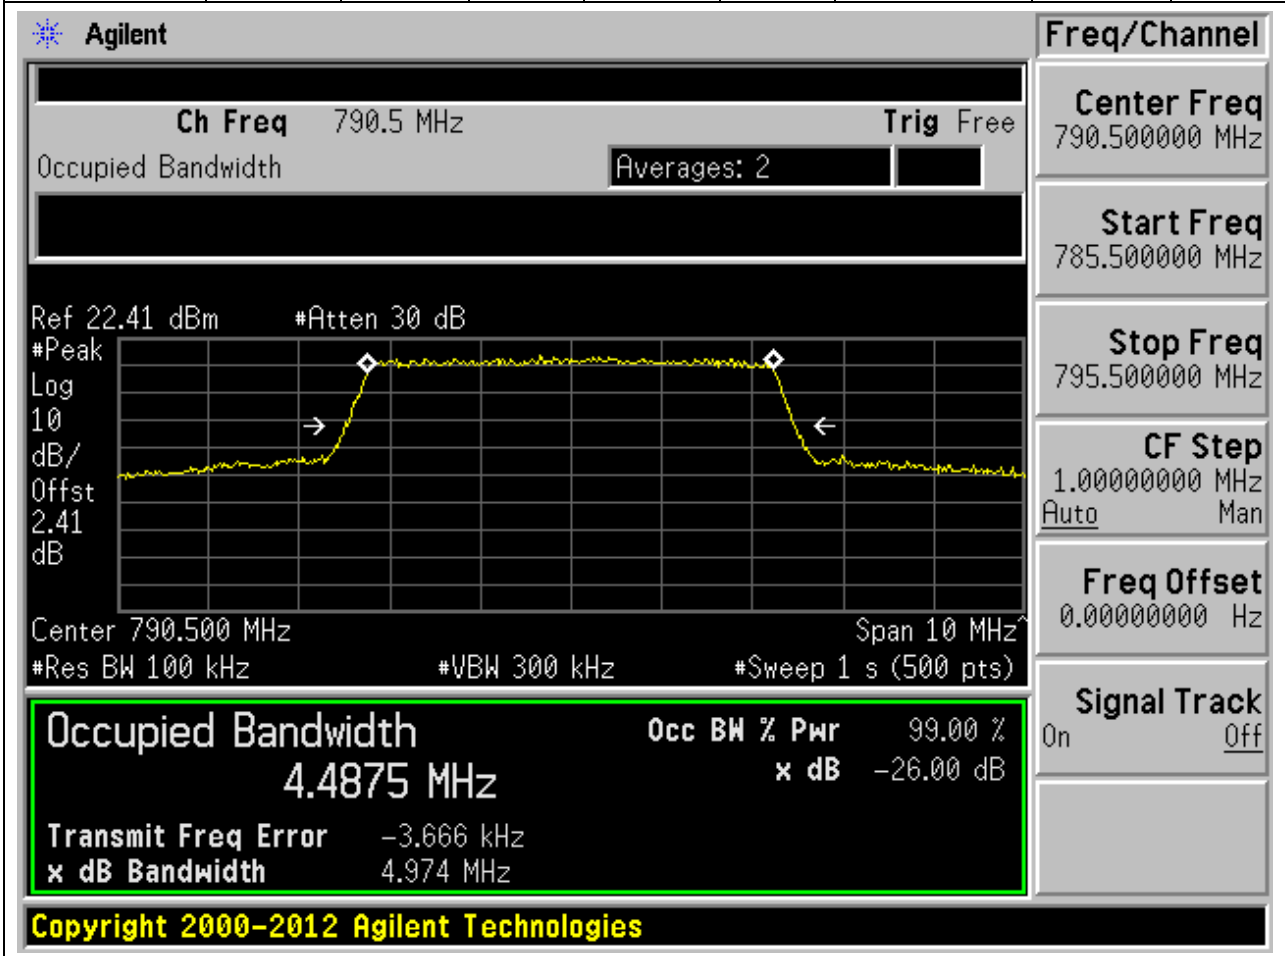 Agilent
Freq/Channel
Ch Freq 790.5 MHz Trig Free
Occupied Bandwidth Averages: 2
Center Freq
790.500000 MHz
Start Freq
785.500000 MHz
Stop Freq
795.500000 MHz
CF Step
1.00000000 MHz
Auto Man
Freq Offset
0.00000000 Hz
Signal Track
On Off
Ref 22.41 dBm #Atten 30 dB
#Peak
Log
10
dB/
Offst
2.41
dB
Center 790.500 MHz Span 10 MHz^
#Res BW 100 kHz #VBW 300 kHz #Sweep 1 s (500 pts)
Occupied Bandwidth Occ BW % Pwr 99.00 %
4.4875 MHz x dB -26.00 dB
Transmit Freq Error -3.666 kHz
x dB Bandwidth 4.974 MHz
Copyright 2000-2012 Agilent Technologies